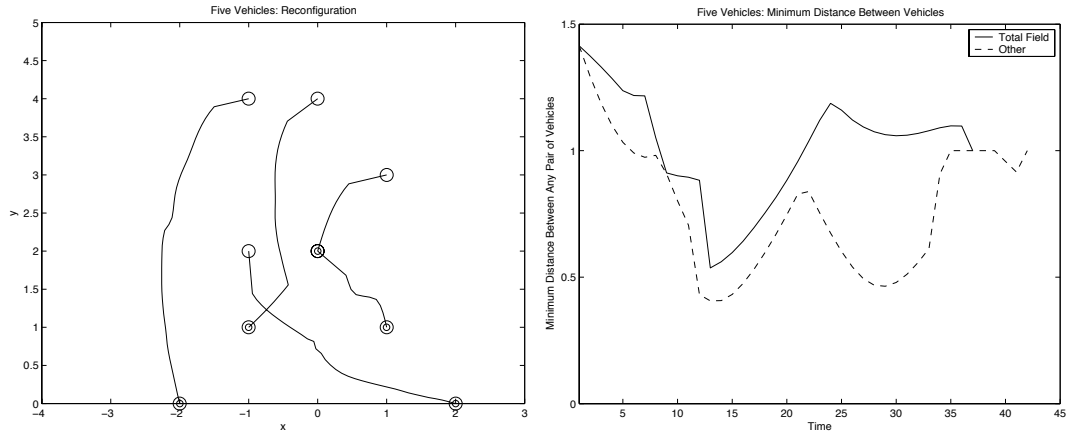 Five Vehicles: Reconfiguration
5
4.5
4
3.5
3
2.5
2
1.5
1
0.5
0
y
−4 −3 −2 −1 0 1 2 3
x
Five Vehicles: Minimum Distance Between Vehicles
Total Field
Other
1.5
1
0.5
0
Minimum Distance Between Any Pair of Vehicles
5 10 15 20 25 30 35 40 45
Time